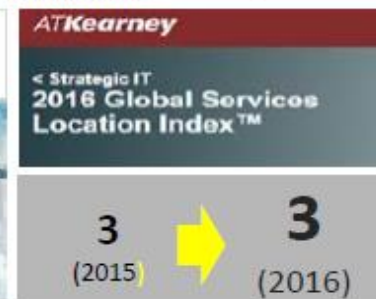 ATKearney
< Strategic IT
2016 Global Services
Location Index™
3
(2015)
3
(2016)